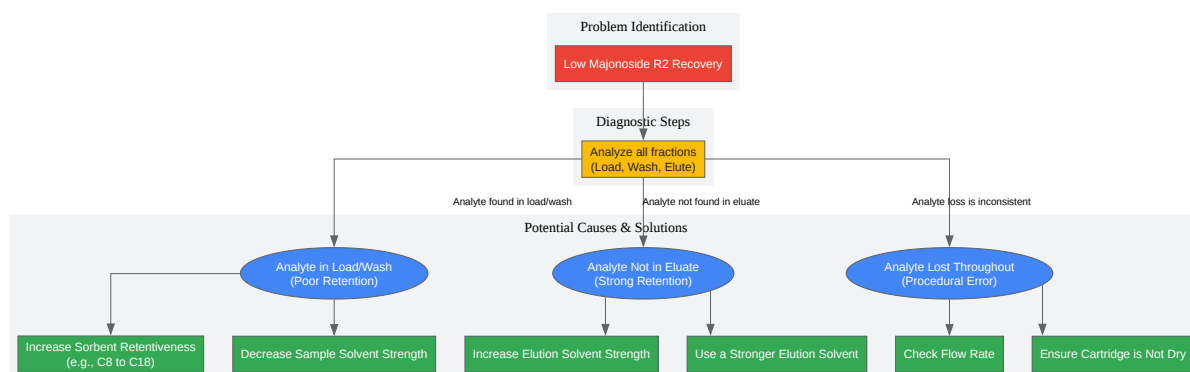 Problem Identification
Low Majonoside R2 Recovery
Diagnostic Steps
Analyze all fractions
(Load, Wash, Elute)
Analyte found in load/wash
Analyte not found in eluate
Analyte loss is inconsistent
Potential Causes & Solutions
Analyte in Load/Wash
(Poor Retention)
Analyte Not in Eluate
(Strong Retention)
Analyte Lost Throughout
(Procedural Error)
Increase Sorbent Retentiveness
(e.g., C8 to C18)
Decrease Sample Solvent Strength
Increase Elution Solvent Strength
Use a Stronger Elution Solvent
Check Flow Rate
Ensure Cartridge is Not Dry